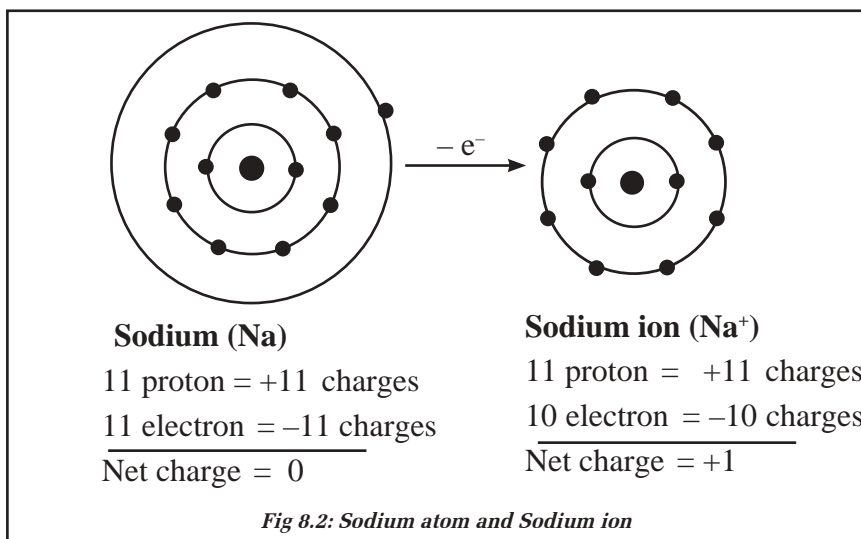 – e⁻
Sodium (Na)
11 proton = +11 charges
11 electron = –11 charges
Net charge = 0
Sodium ion (Na⁺)
11 proton = +11 charges
10 electron = –10 charges
Net charge = +1
Fig 8.2: Sodium atom and Sodium ion